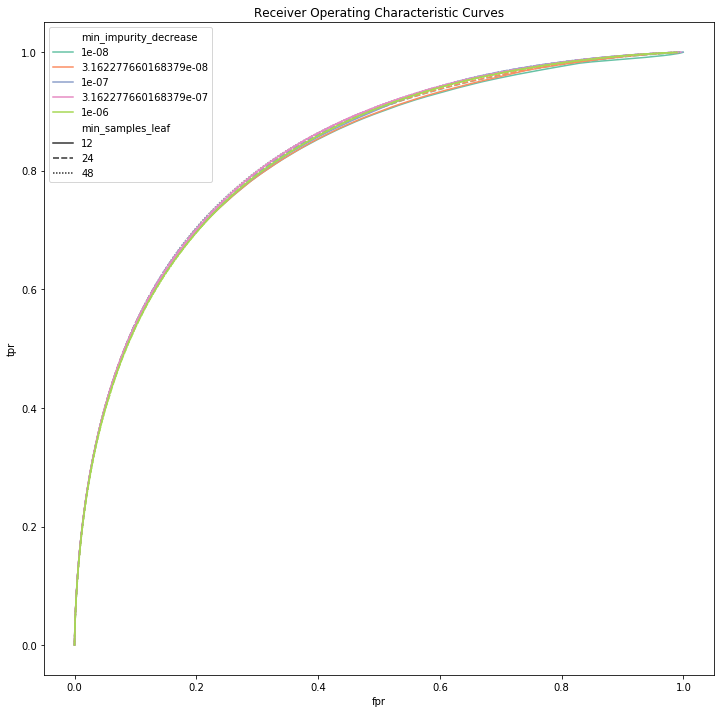 Receiver Operating Characteristic Curves
min_impurity_decrease
1e-08
3.162277660168379e-08
1e-07
3.162277660168379e-07
1e-06
min_samples_leaf
12
24
48
1.0
0.8
0.6
0.4
0.2
0.0
tpr
0.0
0.2
0.4
0.6
0.8
1.0
fpr